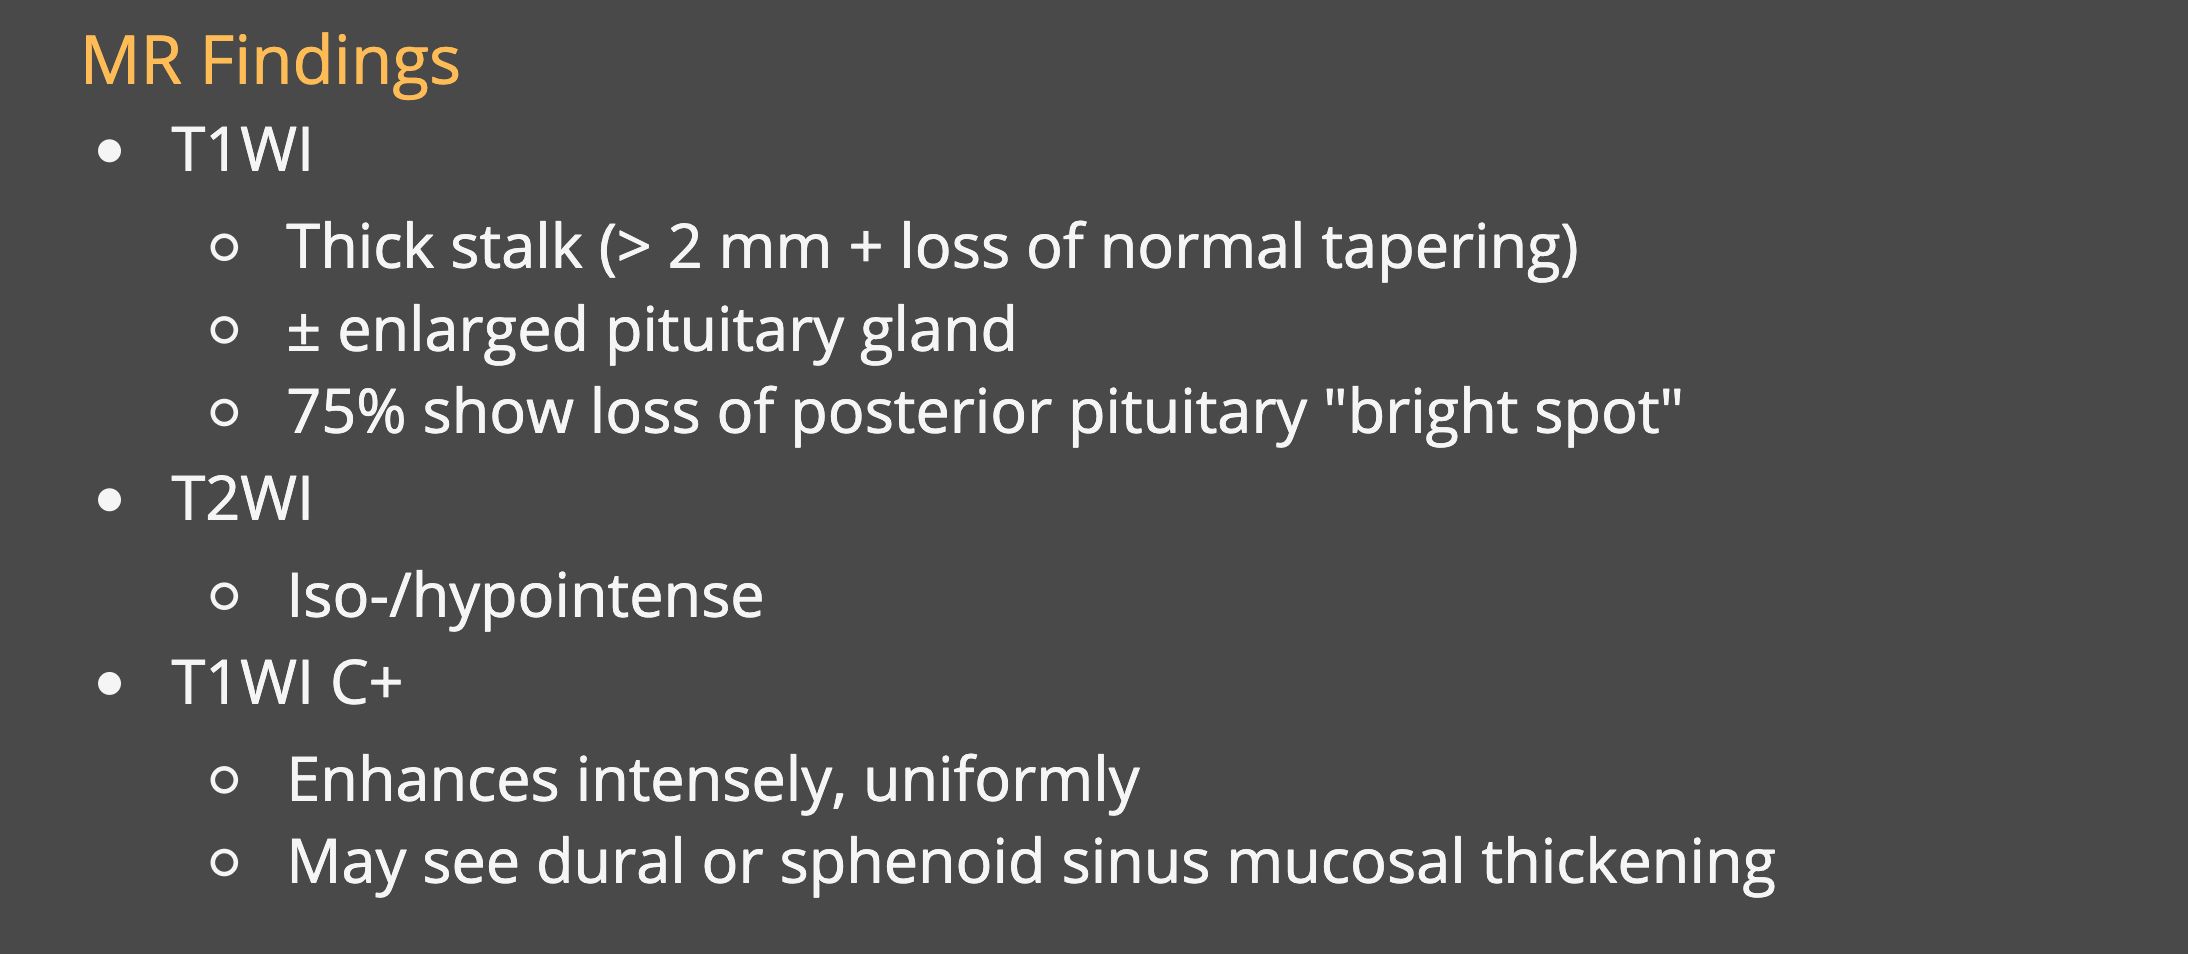 MR Findings
• T1WI
○ Thick stalk (> 2 mm + loss of normal tapering)
○ ± enlarged pituitary gland
○ 75% show loss of posterior pituitary "bright spot"
• T2WI
○ Iso-/hypointense
• T1WI C+
○ Enhances intensely, uniformly
○ May see dural or sphenoid sinus mucosal thickening